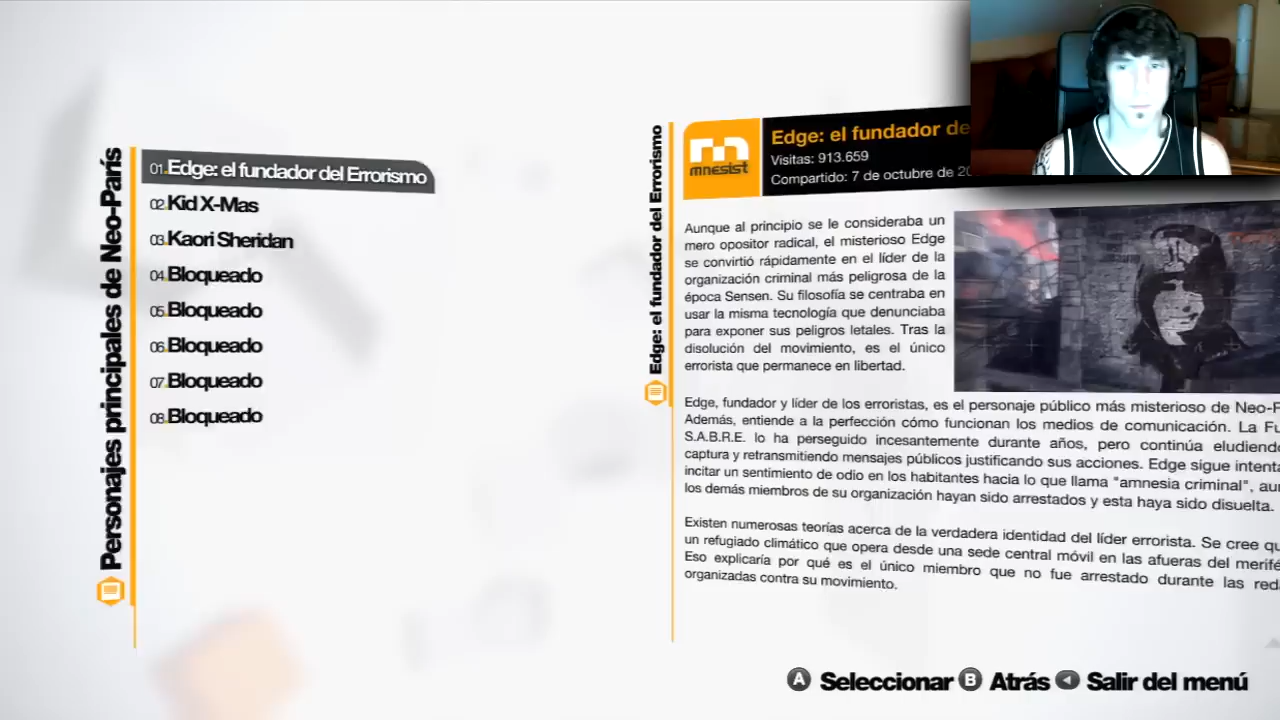 Personajes principales de Neo-París
01. Edge: el fundador del Errorismo
02. Kid X-Mas
03. Kaori Sheridan
04. Bloqueado
05. Bloqueado
06. Bloqueado
07. Bloqueado
08. Bloqueado
Edge: el fundador del Errorismo
mnesist
Edge: el fundador de
Visitas: 913.659
Compartido: 7 de octubre de 20
Aunque al principio se le consideraba un
mero opositor radical, el misterioso Edge
se convirtió rápidamente en el líder de la
organización criminal más peligrosa de la
época Sensen. Su filosofía se centraba en
usar la misma tecnología que denunciaba
para exponer sus peligros letales. Tras la
disolución del movimiento, es el único
errorista que permanece en libertad.
Edge, fundador y líder de los erroristas, es el personaje público más misterioso de Neo-P
Además, entiende a la perfección cómo funcionan los medios de comunicación. La Fu
S.A.B.R.E. lo ha perseguido incesantemente durante años, pero continúa eludiendo
captura y retransmitiendo mensajes públicos justificando sus acciones. Edge sigue intenta
incitar un sentimiento de odio en los habitantes hacia lo que llama "amnesia criminal", aun
los demás miembros de su organización hayan sido arrestados y esta haya sido disuelta.
Existen numerosas teorías acerca de la verdadera identidad del líder errorista. Se cree qu
un refugiado climático que opera desde una sede central móvil en las afueras del merifé
Eso explicaría por qué es el único miembro que no fue arrestado durante las reda
organizadas contra su movimiento.
A Seleccionar B Atrás Salir del menú